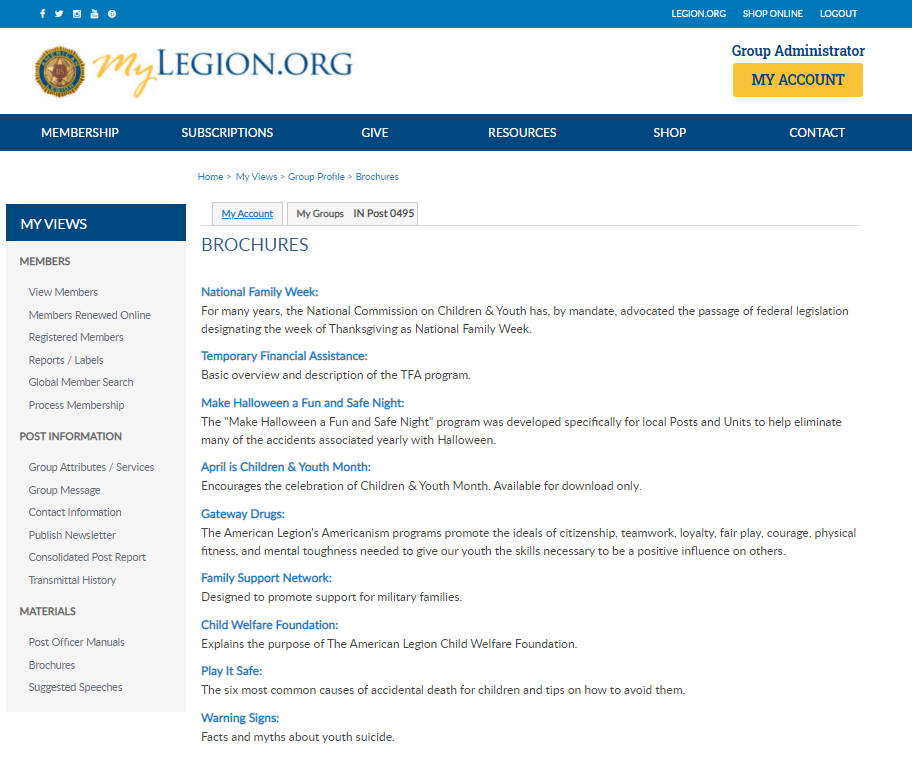 LEGION.ORG SHOP ONLINE LOGOUT
MyLEGION.ORG
Group Administrator
MY ACCOUNT
MEMBERSHIP SUBSCRIPTIONS GIVE RESOURCES SHOP CONTACT
Home > My Views > Group Profile > Brochures
MY VIEWS
MEMBERS
View Members
Members Renewed Online
Registered Members
Reports / Labels
Global Member Search
Process Membership
POST INFORMATION
Group Attributes / Services
Group Message
Contact Information
Publish Newsletter
Consolidated Post Report
Transmittal History
MATERIALS
Post Officer Manuals
Brochures
Suggested Speeches
My Account My Groups IN Post 0495
BROCHURES
National Family Week:
For many years, the National Commission on Children & Youth has, by mandate, advocated the passage of federal legislation
designating the week of Thanksgiving as National Family Week.
Temporary Financial Assistance:
Basic overview and description of the TFA program.
Make Halloween a Fun and Safe Night:
The "Make Halloween a Fun and Safe Night" program was developed specifically for local Posts and Units to help eliminate
many of the accidents associated yearly with Halloween.
April is Children & Youth Month:
Encourages the celebration of Children & Youth Month. Available for download only.
Gateway Drugs:
The American Legion's Americanism programs promote the ideals of citizenship, teamwork, loyalty, fair play, courage, physical
fitness, and mental toughness needed to give our youth the skills necessary to be a positive influence on others.
Family Support Network:
Designed to promote support for military families.
Child Welfare Foundation:
Explains the purpose of The American Legion Child Welfare Foundation.
Play It Safe:
The six most common causes of accidental death for children and tips on how to avoid them.
Warning Signs:
Facts and myths about youth suicide.